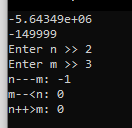 -5.64349e+06
-149999
Enter n >> 2
Enter m >> 3
n---m: -1
m--<n: 0
n++>m: 0